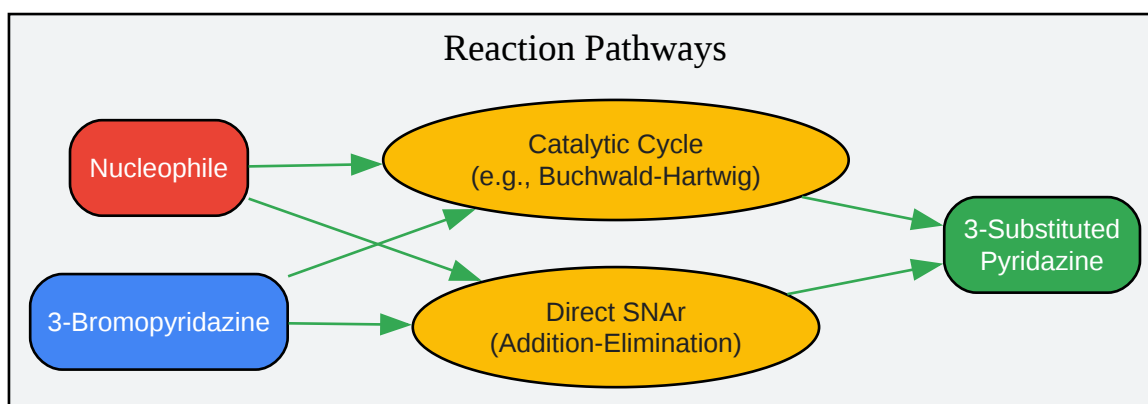 Reaction Pathways
Nucleophile
3-Bromopyridazine
Catalytic Cycle
(e.g., Buchwald-Hartwig)
Direct SNAr
(Addition-Elimination)
3-Substituted
Pyridazine